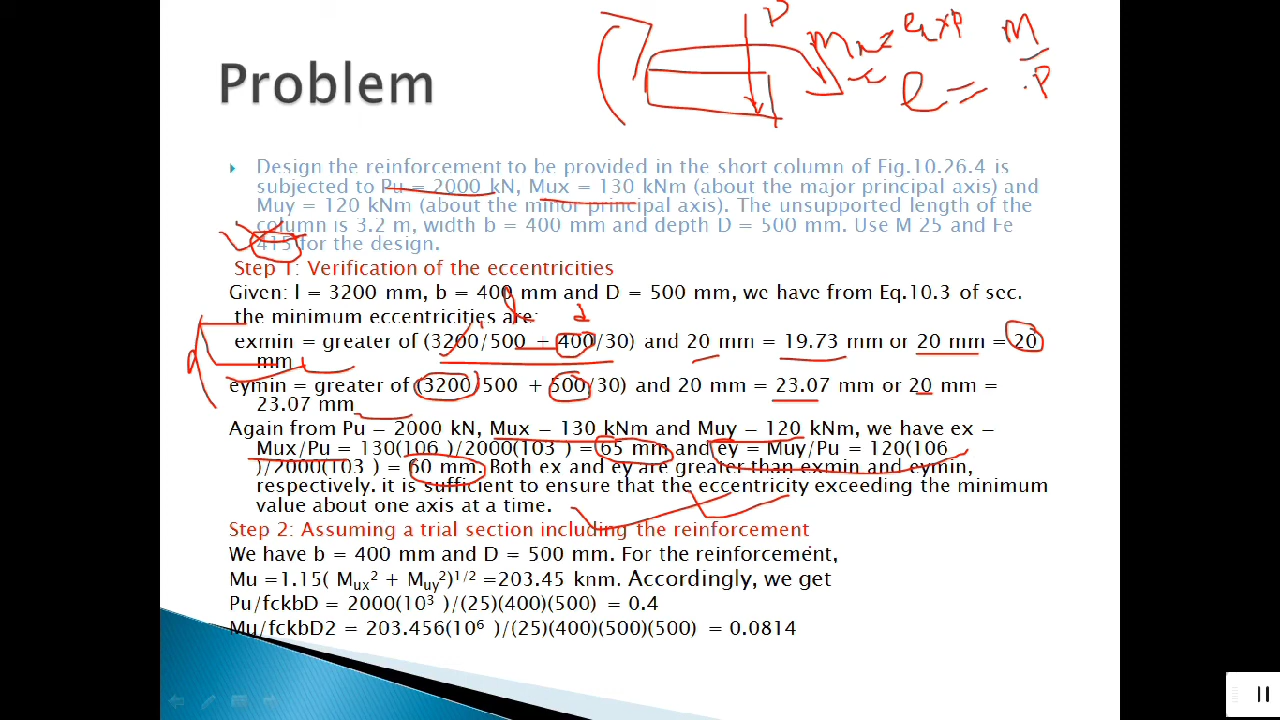 P
Mux = ex×P
M
e =
P
Problem
Design the reinforcement to be provided in the short column of Fig.10.26.4 is
subjected to Pu = 2000 kN, Mux = 130 kNm (about the major principal axis) and
Muy = 120 kNm (about the minor principal axis). The unsupported length of the
column is 3.2 m, width b = 400 mm and depth D = 500 mm. Use M 25 and Fe
415 for the design.
Step 1: Verification of the eccentricities
Given: l = 3200 mm, b = 400 mm and D = 500 mm, we have from Eq.10.3 of sec.
the minimum eccentricities are:
exmin = greater of (3200/500 + 400/30) and 20 mm = 19.73 mm or 20 mm = 20
mm
eymin = greater of (3200/500 + 500/30) and 20 mm = 23.07 mm or 20 mm =
23.07 mm
Again from Pu = 2000 kN, Mux = 130 kNm and Muy = 120 kNm, we have ex =
Mux/Pu = 130(106 )/2000(103 ) = 65 mm and ey = Muy/Pu = 120(106
)/2000(103 ) = 60 mm. Both ex and ey are greater than exmin and eymin,
respectively. it is sufficient to ensure that the eccentricity exceeding the minimum
value about one axis at a time.
Step 2: Assuming a trial section including the reinforcement
We have b = 400 mm and D = 500 mm. For the reinforcement,
Mu =1.15( Mux² + Muy²)¹/² =203.45 knm. Accordingly, we get
Pu/fckbD = 2000(10³ )/(25)(400)(500) = 0.4
Mu/fckbD2 = 203.456(10⁶ )/(25)(400)(500)(500) = 0.0814